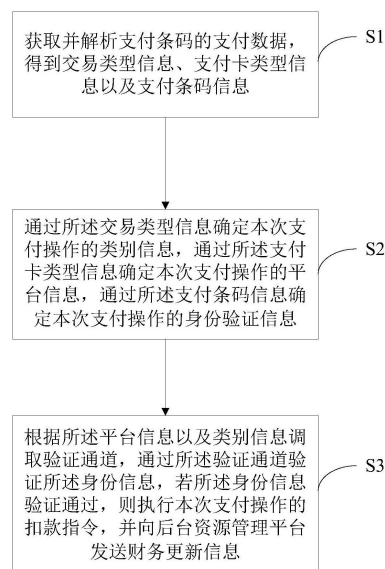 获取并解析支付条码的支付数据，
得到交易类型信息、支付卡类型信
息以及支付条码信息
S1
通过所述交易类型信息确定本次支
付操作的类别信息，通过所述支付
卡类型信息确定本次支付操作的平
台信息，通过所述支付条码信息确
定本次支付操作的身份验证信息
S2
根据所述平台信息以及类别信息调
取验证通道，通过所述验证通道验
证所述身份信息，若所述身份信息
验证通过，则执行本次支付操作的
扣款指令，并向后台资源管理平台
发送财务更新信息
S3